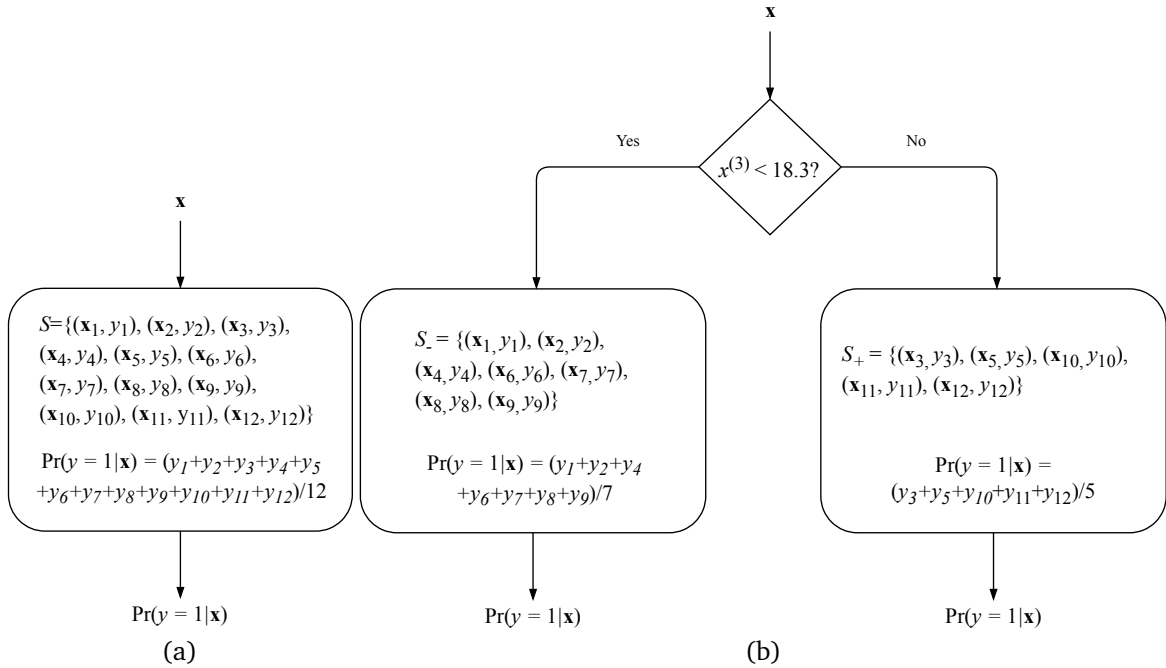 x
S={(x1, y1), (x2, y2), (x3, y3),
(x4, y4), (x5, y5), (x6, y6),
(x7, y7), (x8, y8), (x9, y9),
(x10, y10), (x11, y11), (x12, y12)}
Pr(y = 1|x) = (y1+y2+y3+y4+y5
+y6+y7+y8+y9+y10+y11+y12)/12
Pr(y = 1|x)
(a)
x
x(3) < 18.3?
Yes
No
S- = {(x1, y1), (x2, y2),
(x4, y4), (x6, y6), (x7, y7),
(x8, y8), (x9, y9)}
Pr(y = 1|x) = (y1+y2+y4
+y6+y7+y8+y9)/7
Pr(y = 1|x)
S+ = {(x3, y3), (x5, y5), (x10, y10),
(x11, y11), (x12, y12)}
Pr(y = 1|x) =
(y3+y5+y10+y11+y12)/5
Pr(y = 1|x)
(b)